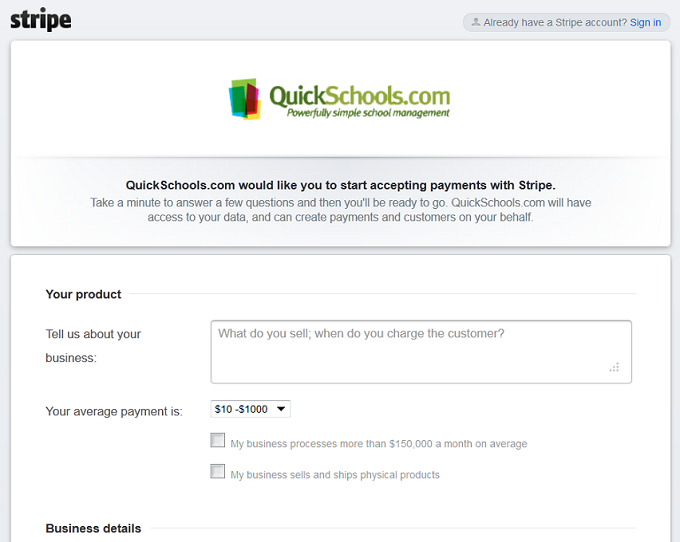 stripe
Already have a Stripe account? Sign in
QuickSchools.com
Powerfully simple school management
QuickSchools.com would like you to start accepting payments with Stripe.
Take a minute to answer a few questions and then you'll be ready to go. QuickSchools.com will have
access to your data, and can create payments and customers on your behalf.
Your product
Tell us about your
business:
What do you sell; when do you charge the customer?
Your average payment is:
$10 -$1000
My business processes more than $150,000 a month on average
My business sells and ships physical products
Business details